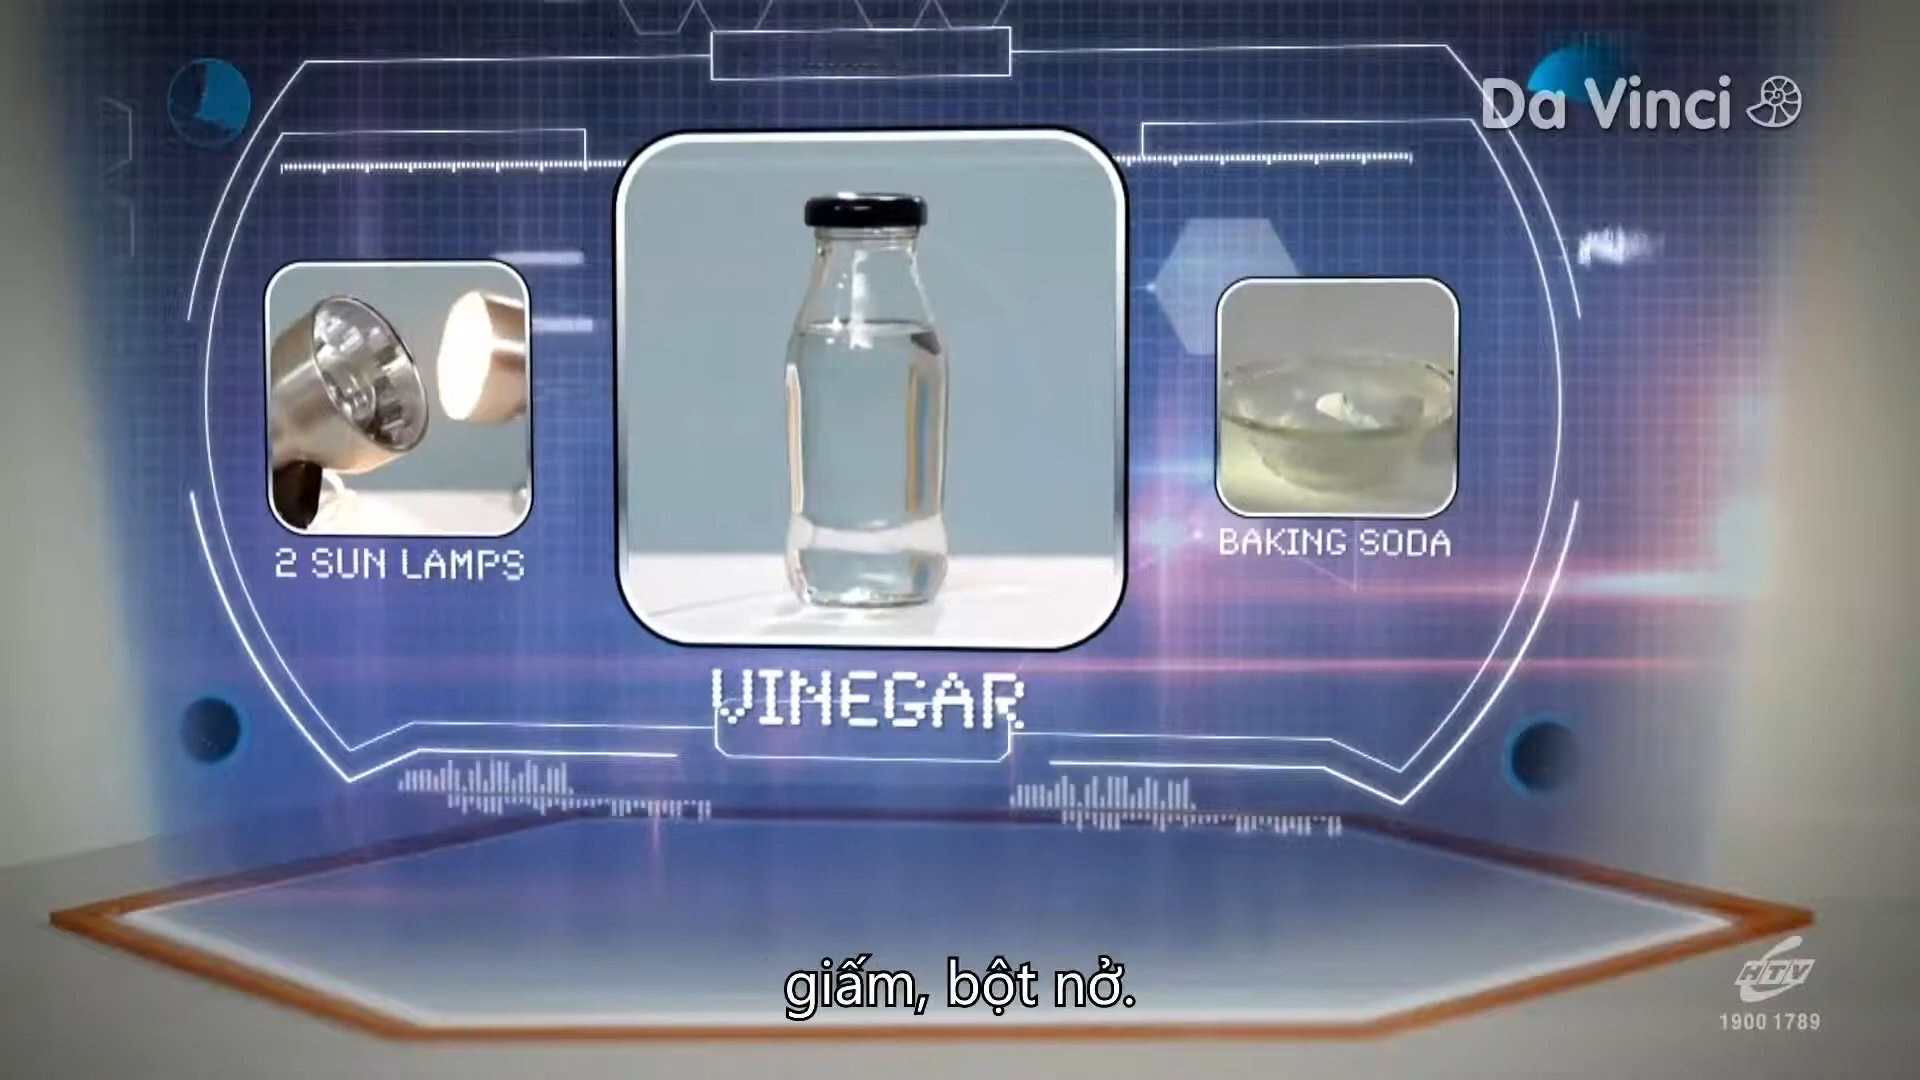 Da Vinci
2 SUN LAMPS
BAKING SODA
VINEGAR
giấm, bột nở.
HTV
1900 1789